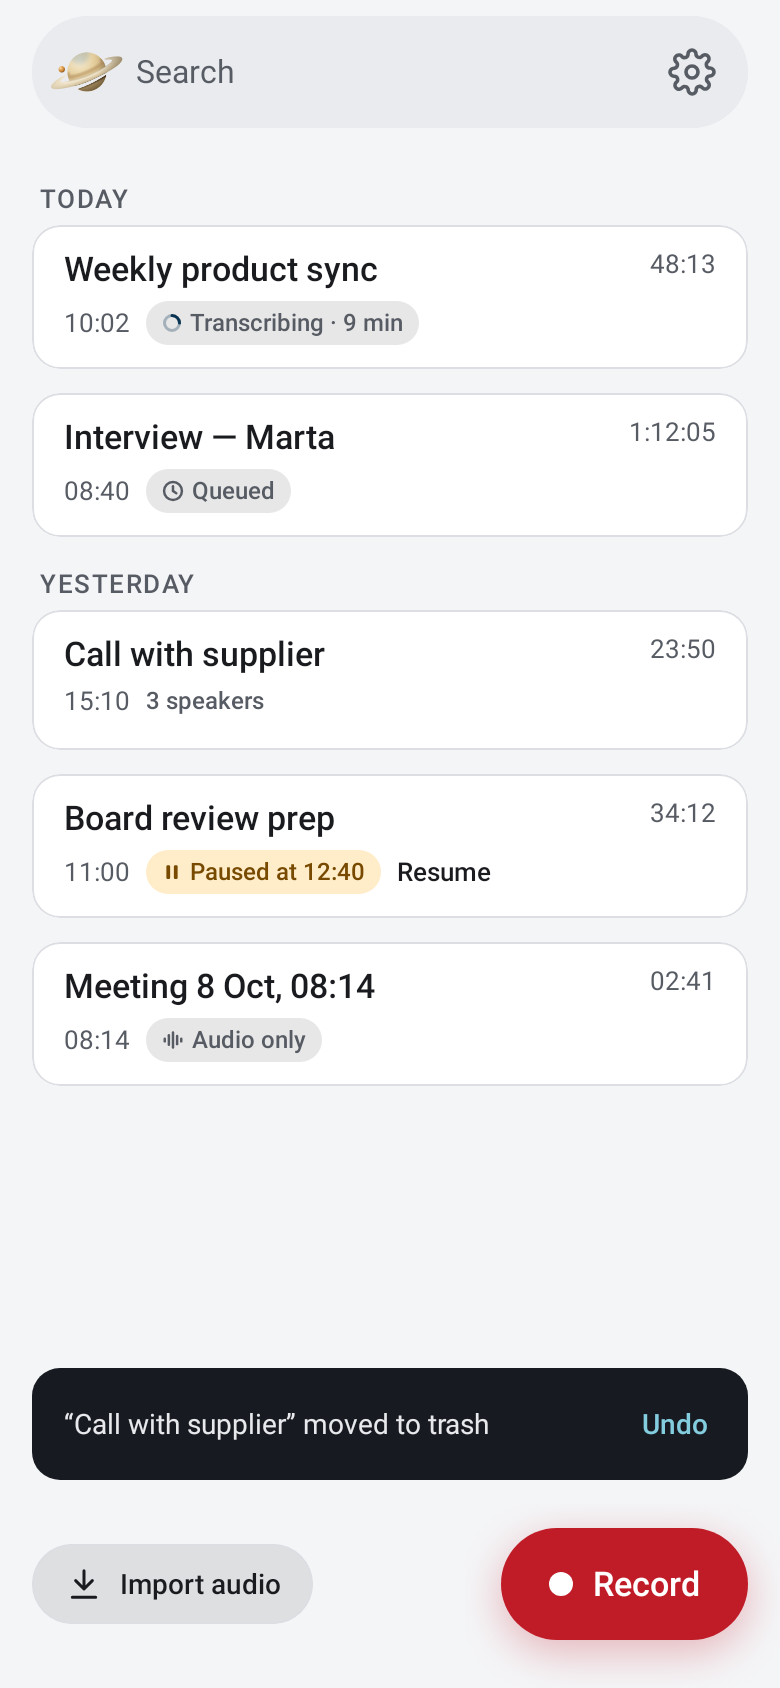 Search
TODAY
Weekly product sync
48:13
10:02 Transcribing · 9 min
Interview — Marta
1:12:05
08:40 Queued
YESTERDAY
Call with supplier
23:50
15:10 3 speakers
Board review prep
34:12
11:00 Paused at 12:40 Resume
Meeting 8 Oct, 08:14
02:41
08:14 Audio only
“Call with supplier” moved to trash Undo
Import audio
Record